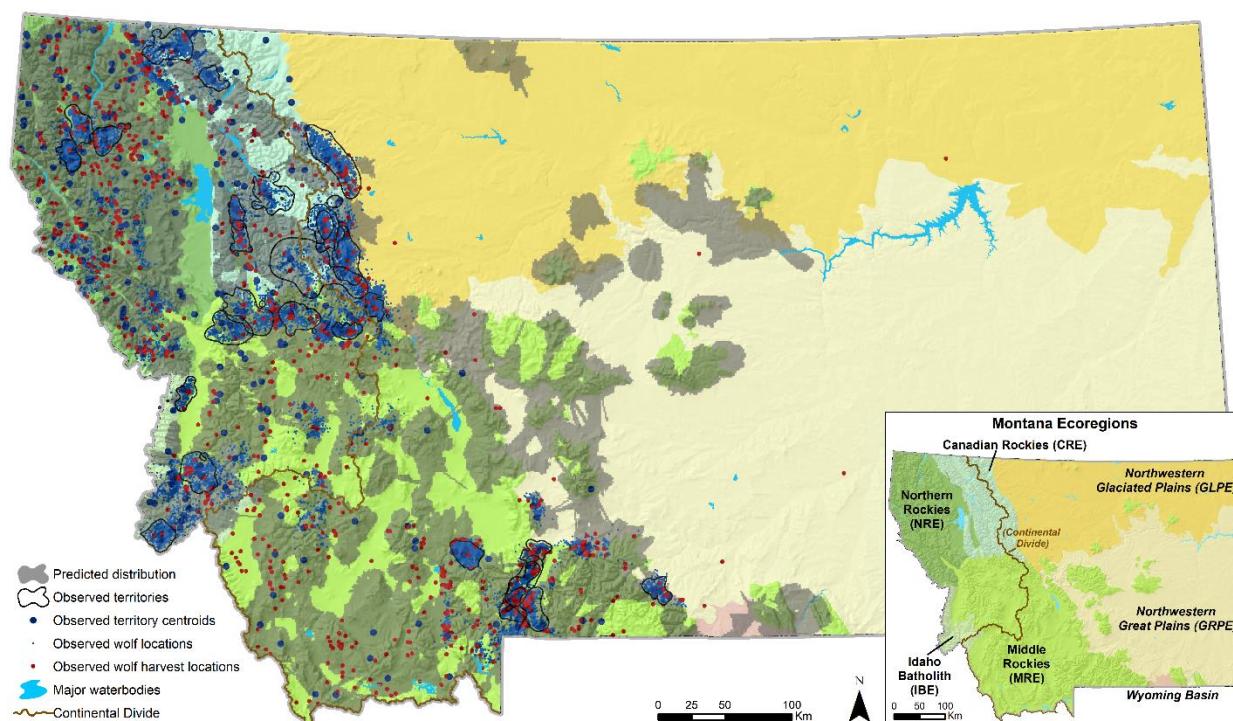 Predicted distribution
Observed territories
Observed territory centroids
Observed wolf locations
Observed wolf harvest locations
Major waterbodies
Continental Divide
N
0 25 50 100
Km
Montana Ecoregions
Canadian Rockies (CRE)
Northwestern
Glaciated Plains (GLPE)
Northern
Rockies
(NRE)
(Continental
Divide)
Northwestern
Great Plains (GRPE)
Idaho
Batholith
(IBE)
Middle
Rockies
(MRE)
Wyoming Basin
0 50 100
Km